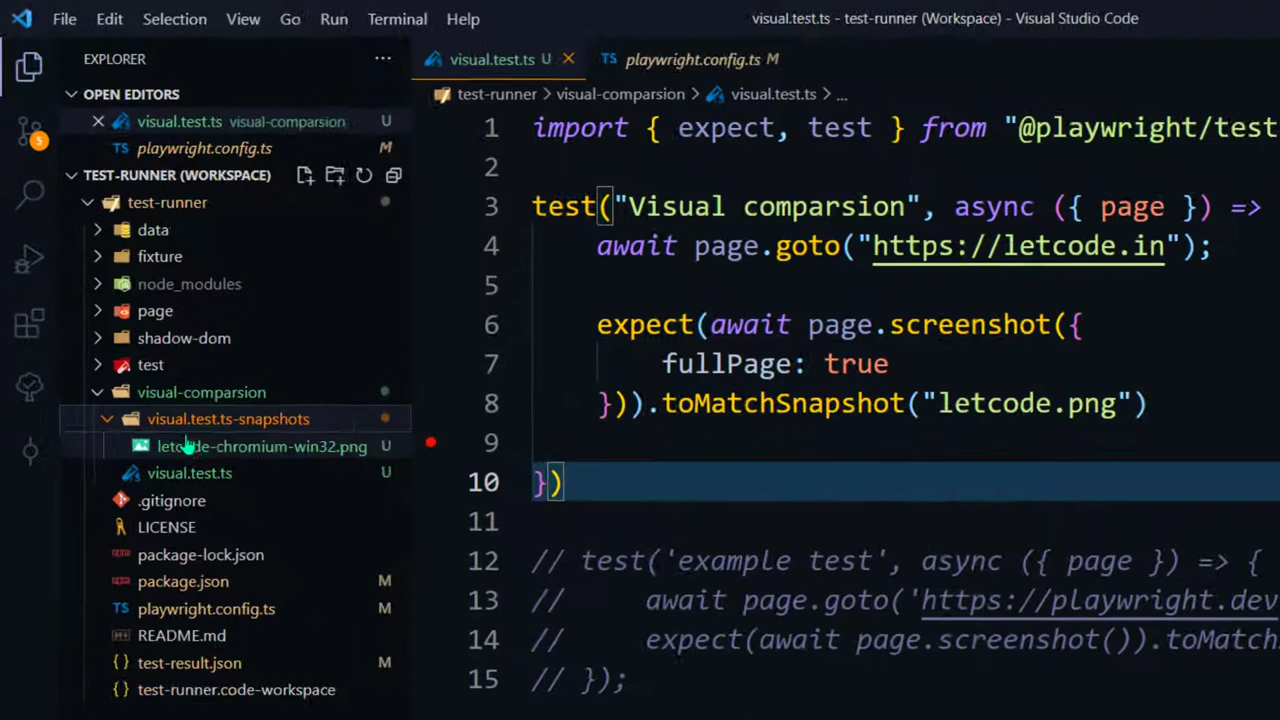 File Edit Selection View Go Run Terminal Help visual.test.ts - test-runner (Workspace) - Visual Studio Code
EXPLORER ...
OPEN EDITORS
visual.test.ts visual-comparsion U
TS playwright.config.ts M
TEST-RUNNER (WORKSPACE)
test-runner
data
fixture
node_modules
page
shadow-dom
test
visual-comparsion
visual.test.ts-snapshots
letcode-chromium-win32.png U
visual.test.ts U
.gitignore
LICENSE
package-lock.json
package.json M
TS playwright.config.ts M
README.md
{} test-result.json M
{} test-runner.code-workspace
5
visual.test.ts U TS playwright.config.ts M
test-runner > visual-comparsion > visual.test.ts > ...
1 import { expect, test } from "@playwright/test
2
3 test("Visual comparsion", async ({ page }) =>
4 await page.goto("https://letcode.in");
5
6 expect(await page.screenshot({
7 fullPage: true
8 })).toMatchSnapshot("letcode.png")
9
10 })
11
12 // test('example test', async ({ page }) => {
13 // await page.goto('https://playwright.dev
14 // expect(await page.screenshot()).toMatchS
15 // });